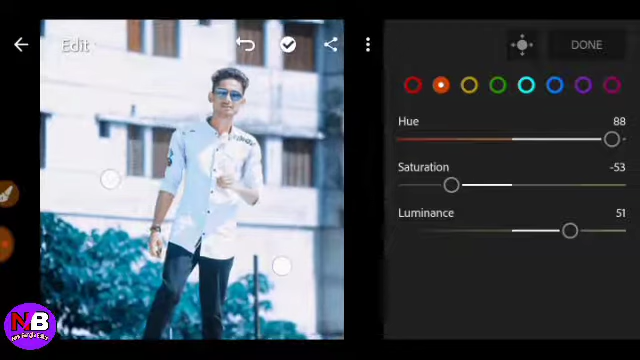 Edit
DONE
Hue 88
Saturation -53
Luminance 51
NB